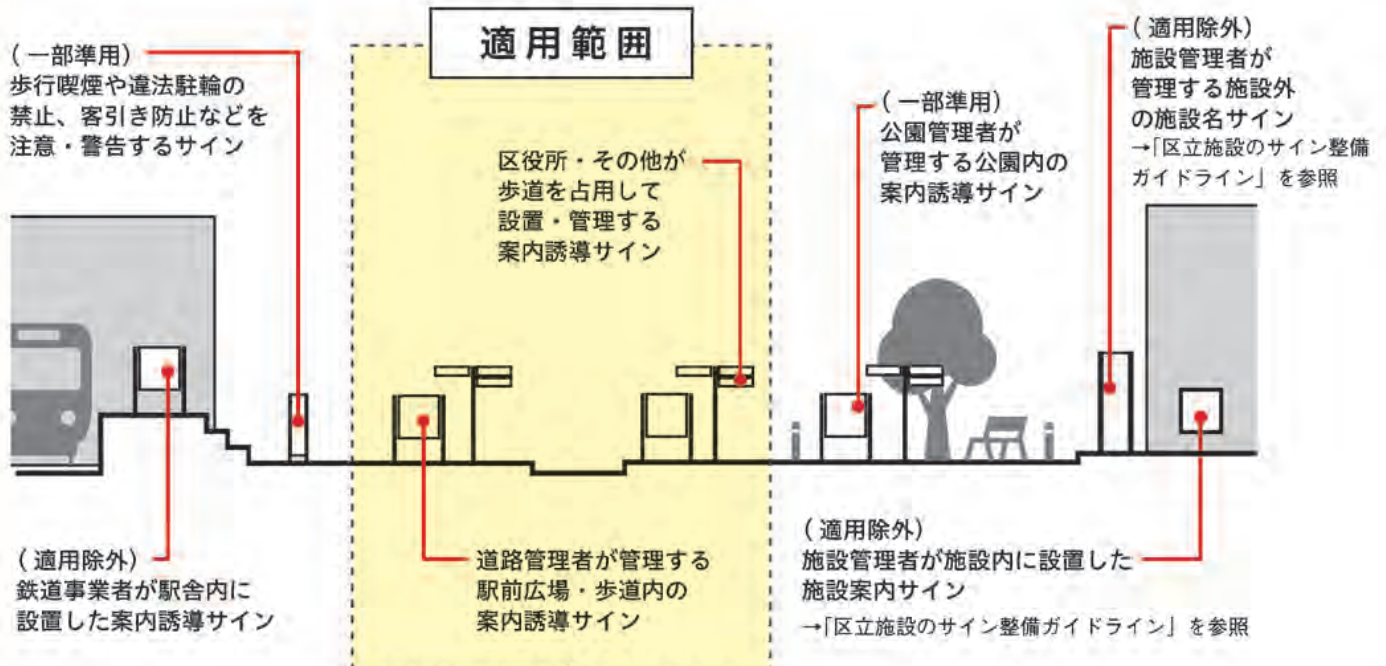 適用範囲
(一部準用)
歩行喫煙や違法駐輪の
禁止、客引き防止などを
注意・警告するサイン
区役所・その他が
歩道を占用して
設置・管理する
案内誘導サイン
(一部準用)
公園管理者が
管理する公園内の
案内誘導サイン
(適用除外)
施設管理者が
管理する施設外
の施設名サイン
→「区立施設のサイン整備
ガイドライン」を参照
(適用除外)
鉄道事業者が駅舎内に
設置した案内誘導サイン
道路管理者が管理する
駅前広場・歩道内の
案内誘導サイン
(適用除外)
施設管理者が施設内に設置した
施設案内サイン
→「区立施設のサイン整備ガイドライン」を参照